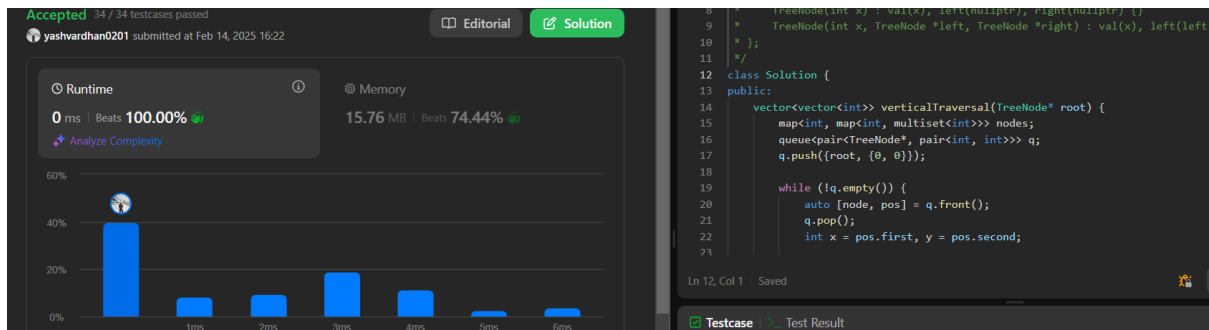 Accepted 34 / 34 testcases passed
yashvardhan0201 submitted at Feb 14, 2025 16:22
Editorial
Solution
Runtime
0 ms | Beats 100.00%
Analyze Complexity
Memory
15.76 MB | Beats 74.44%
60%
40%
20%
0%
1ms 2ms 3ms 4ms 5ms 6ms
8 * TreeNode(int x) : val(x), left(nullptr), right(nullptr) {}
9 * TreeNode(int x, TreeNode *left, TreeNode *right) : val(x), left(left
10 * };
11 */
12 class Solution {
13 public:
14 vector<vector<int>> verticalTraversal(TreeNode* root) {
15 map<int, map<int, multiset<int>>> nodes;
16 queue<pair<TreeNode*, pair<int, int>>> q;
17 q.push({root, {0, 0}});
18
19 while (!q.empty()) {
20 auto [node, pos] = q.front();
21 q.pop();
22 int x = pos.first, y = pos.second;
23
Ln 12, Col 1 | Saved
Testcase | >_ Test Result